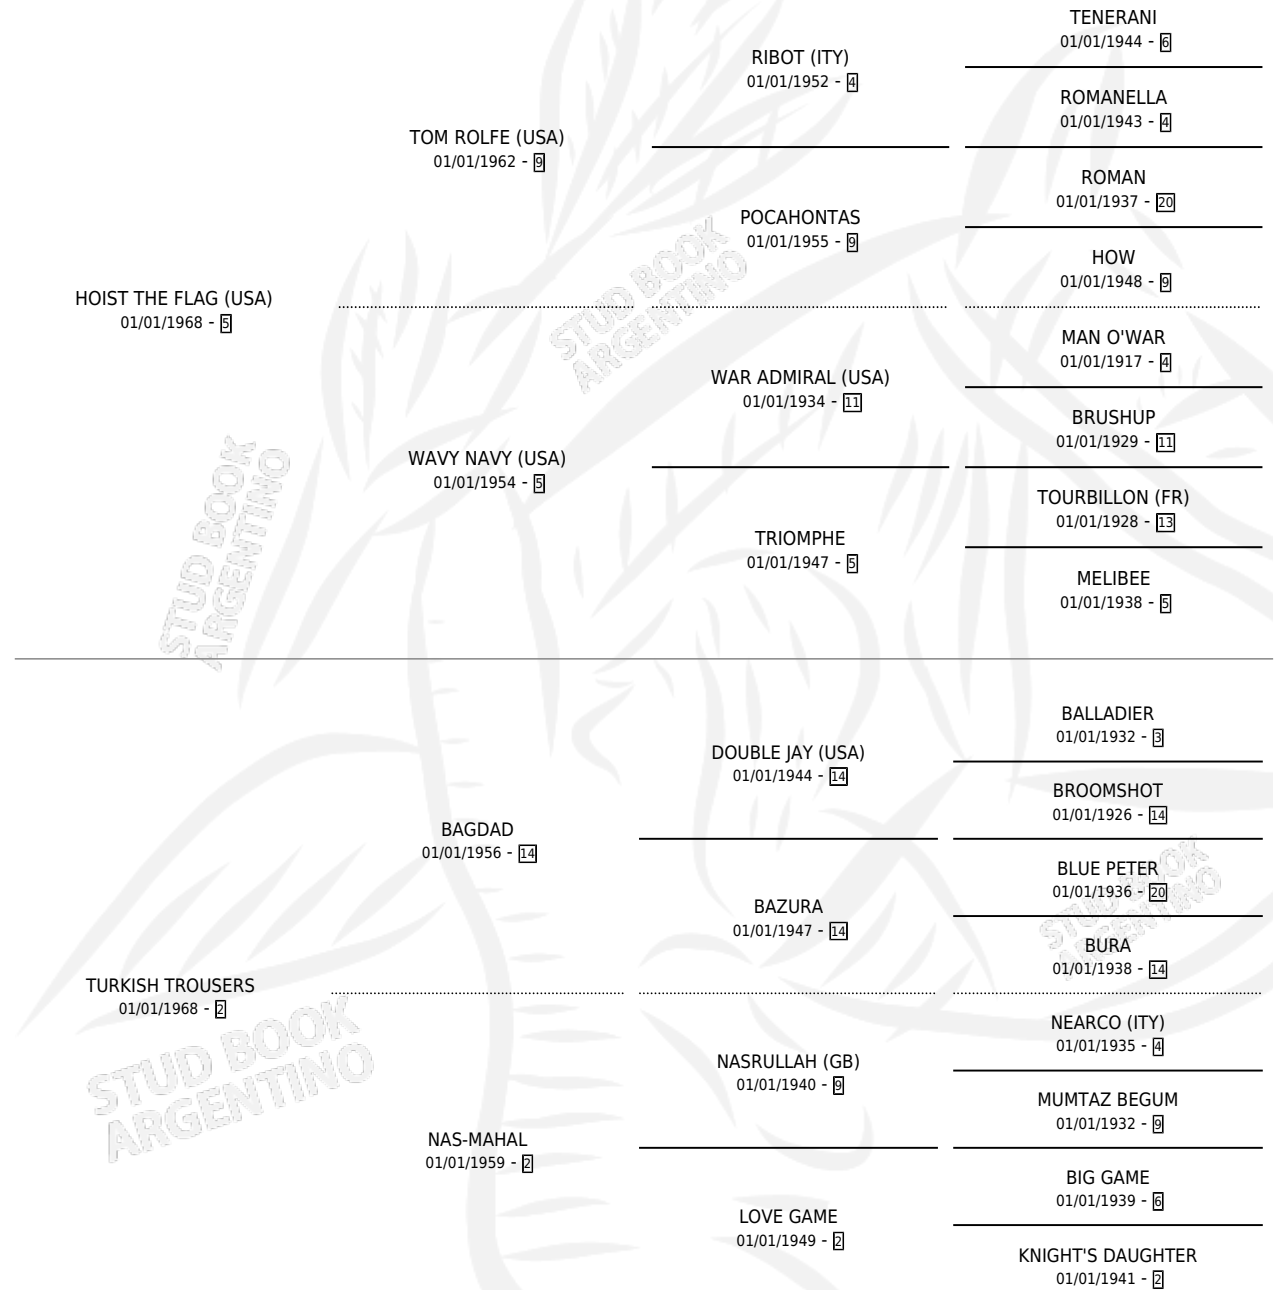 TENERANI
01/01/1944 - 6
RIBOT (ITY)
01/01/1952 - 4
ROMANELLA
01/01/1943 - 4
TOM ROLFE (USA)
01/01/1962 - 9
ROMAN
01/01/1937 - 20
POCAHONTAS
01/01/1955 - 9
HOW
01/01/1948 - 9
HOIST THE FLAG (USA)
01/01/1968 - 5
STUD BOOK
ARGENTINO
MAN O'WAR
01/01/1917 - 4
WAR ADMIRAL (USA)
01/01/1934 - 11
BRUSHUP
01/01/1929 - 11
WAVY NAVY (USA)
01/01/1954 - 5
TOURBILLON (FR)
01/01/1928 - 13
TRIOMPHE
01/01/1947 - 5
MELIBEE
01/01/1938 - 5
STUD BOOK
ARGENTINO
BALLADIER
01/01/1932 - 3
DOUBLE JAY (USA)
01/01/1944 - 14
BROOMSHOT
01/01/1926 - 14
BAGDAD
01/01/1956 - 14
BLUE PETER
01/01/1936 - 20
BAZURA
01/01/1947 - 14
BURA
01/01/1938 - 14
STUD BOOK
ARGENTINO
TURKISH TROUSERS
01/01/1968 - 2
NEARCO (ITY)
01/01/1935 - 4
NASRULLAH (GB)
01/01/1940 - 9
MUMTAZ BEGUM
01/01/1932 - 9
STUD BOOK
ARGENTINO
NAS-MAHAL
01/01/1959 - 2
BIG GAME
01/01/1939 - 6
LOVE GAME
01/01/1949 - 2
KNIGHT'S DAUGHTER
01/01/1941 - 2